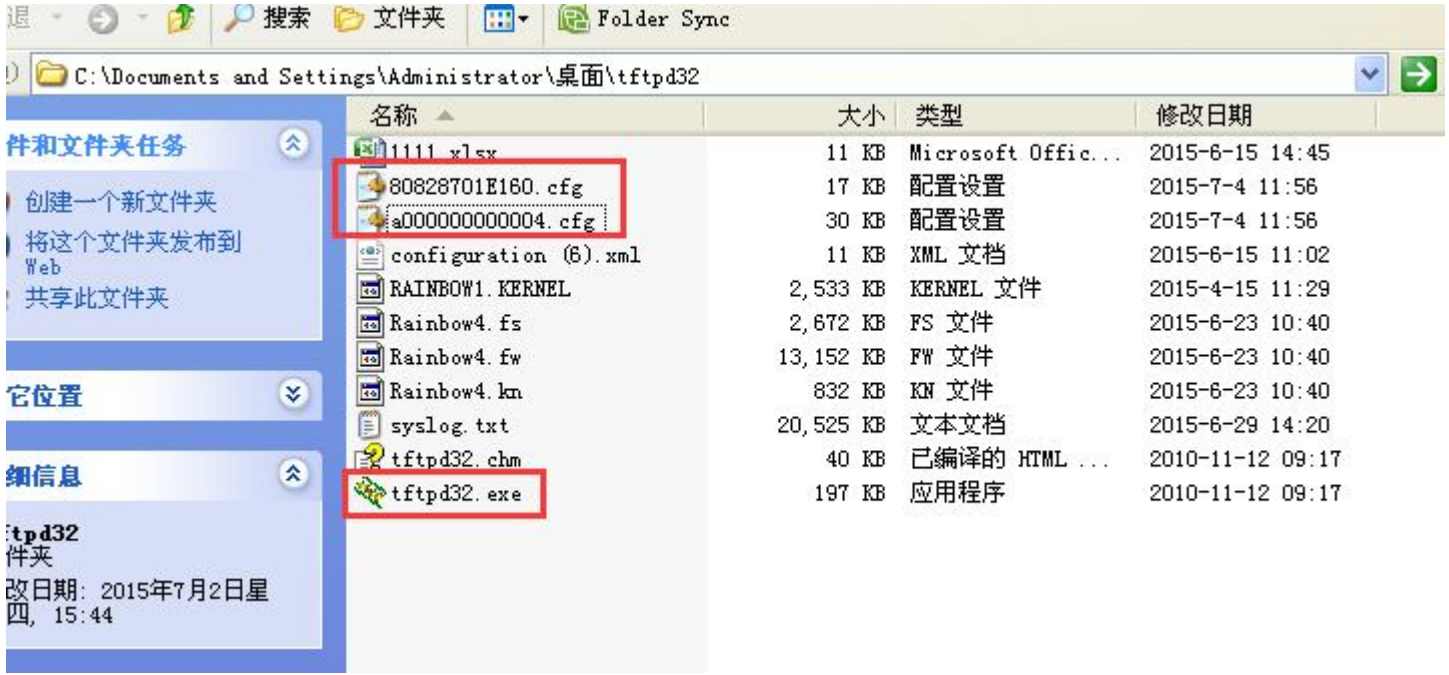 退 搜索 文件夹 Folder Sync
C:\Documents and Settings\Administrator\桌面\tftpd32
名称 大小 类型 修改日期
件和文件夹任务
创建一个新文件夹
将这个文件夹发布到
Web
共享此文件夹
它位置
细信息
ftpd32
件夹
改日期: 2015年7月2日星
四, 15:44
1111.xlsx 11 KB Microsoft Offic... 2015-6-15 14:45
80828701E160.cfg 17 KB 配置设置 2015-7-4 11:56
a000000000004.cfg 30 KB 配置设置 2015-7-4 11:56
configuration (6).xml 11 KB XML 文档 2015-6-15 11:02
RAINBOW1.KERNEL 2,533 KB KERNEL 文件 2015-4-15 11:29
Rainbow4.fs 2,672 KB FS 文件 2015-6-23 10:40
Rainbow4.fw 13,152 KB FW 文件 2015-6-23 10:40
Rainbow4.kn 832 KB KN 文件 2015-6-23 10:40
syslog.txt 20,525 KB 文本文档 2015-6-29 14:20
tftpd32.chm 40 KB 已编译的 HTML ... 2010-11-12 09:17
tftpd32.exe 197 KB 应用程序 2010-11-12 09:17